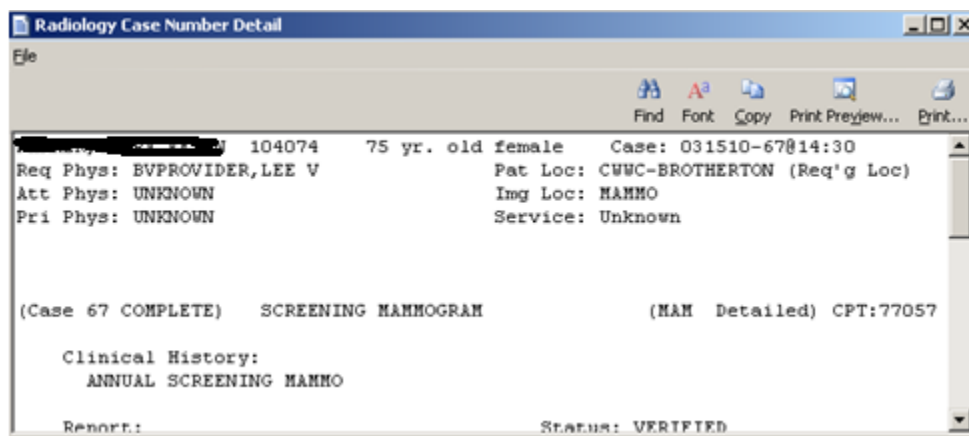 Radiology Case Number Detail
File
Find Font Copy Print Preview... Print...
104074 75 yr. old female Case: 031510-67@14:30
Req Phys: BVPROVIDER,LEE V Pat Loc: CWWC-BROTHERTON (Req'g Loc)
Att Phys: UNKNOWN Img Loc: MAMMO
Pri Phys: UNKNOWN Service: Unknown
(Case 67 COMPLETE) SCREENING MAMMOGRAM (MAM Detailed) CPT:77057
Clinical History:
ANNUAL SCREENING MAMMO
Report: Status: VERIFIED